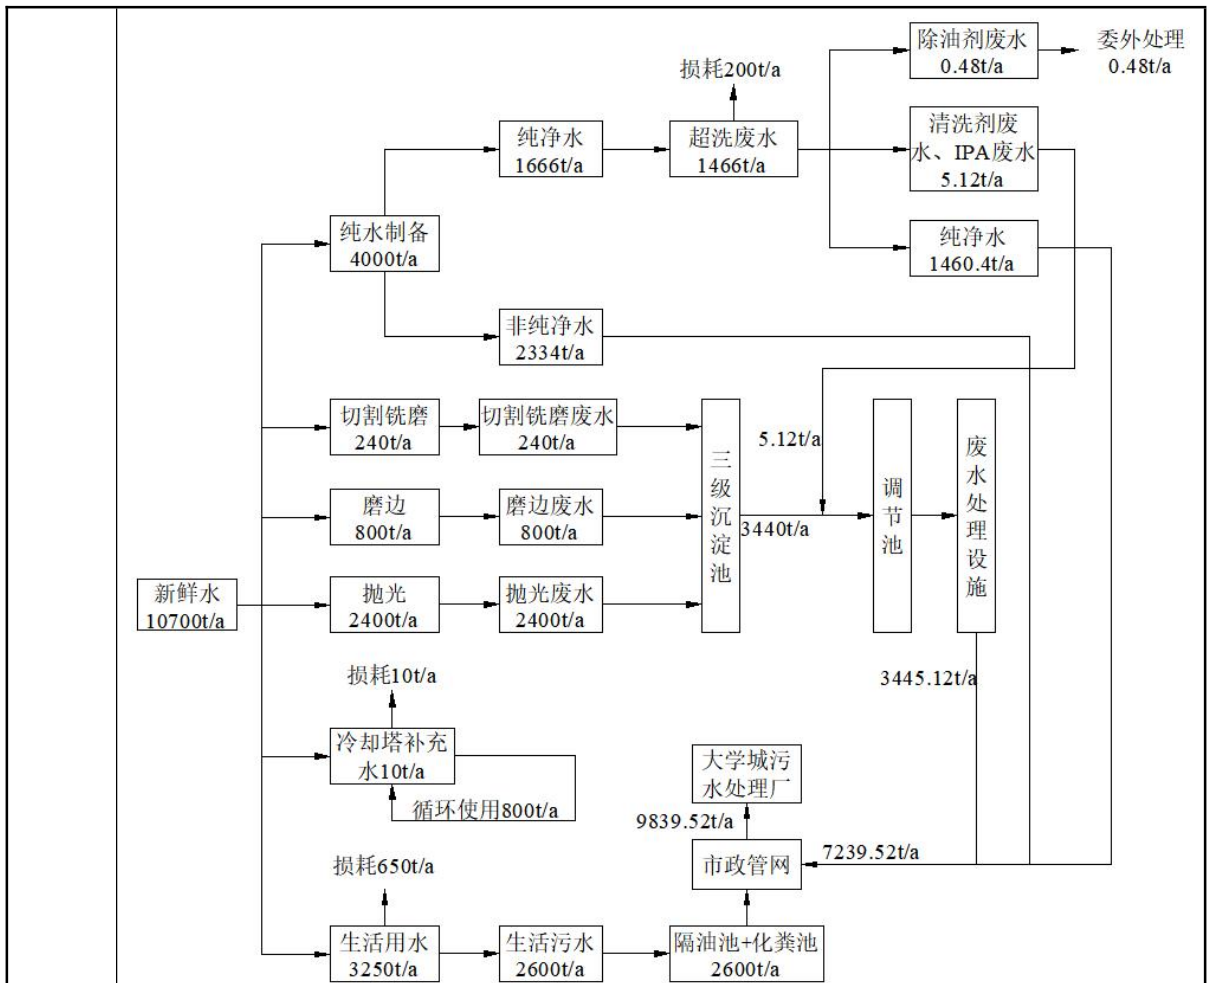 除油剂废水
0.48t/a
委外处理
0.48t/a
损耗200t/a
纯净水
1666t/a
超洗废水
1466t/a
清洗剂废
水、IPA废水
5.12t/a
纯水制备
4000t/a
纯净水
1460.4t/a
非纯净水
2334t/a
切割铣磨
240t/a
切割铣磨废水
240t/a
三级沉淀池
5.12t/a
调节池
废水处理设施
磨边
800t/a
磨边废水
800t/a
3440t/a
新鲜水
10700t/a
抛光
2400t/a
抛光废水
2400t/a
损耗10t/a
3445.12t/a
冷却塔补充
水10t/a
循环使用800t/a
大学城污
水处理厂
9839.52t/a
市政管网
7239.52t/a
损耗650t/a
生活用水
3250t/a
生活污水
2600t/a
隔油池+化粪池
2600t/a